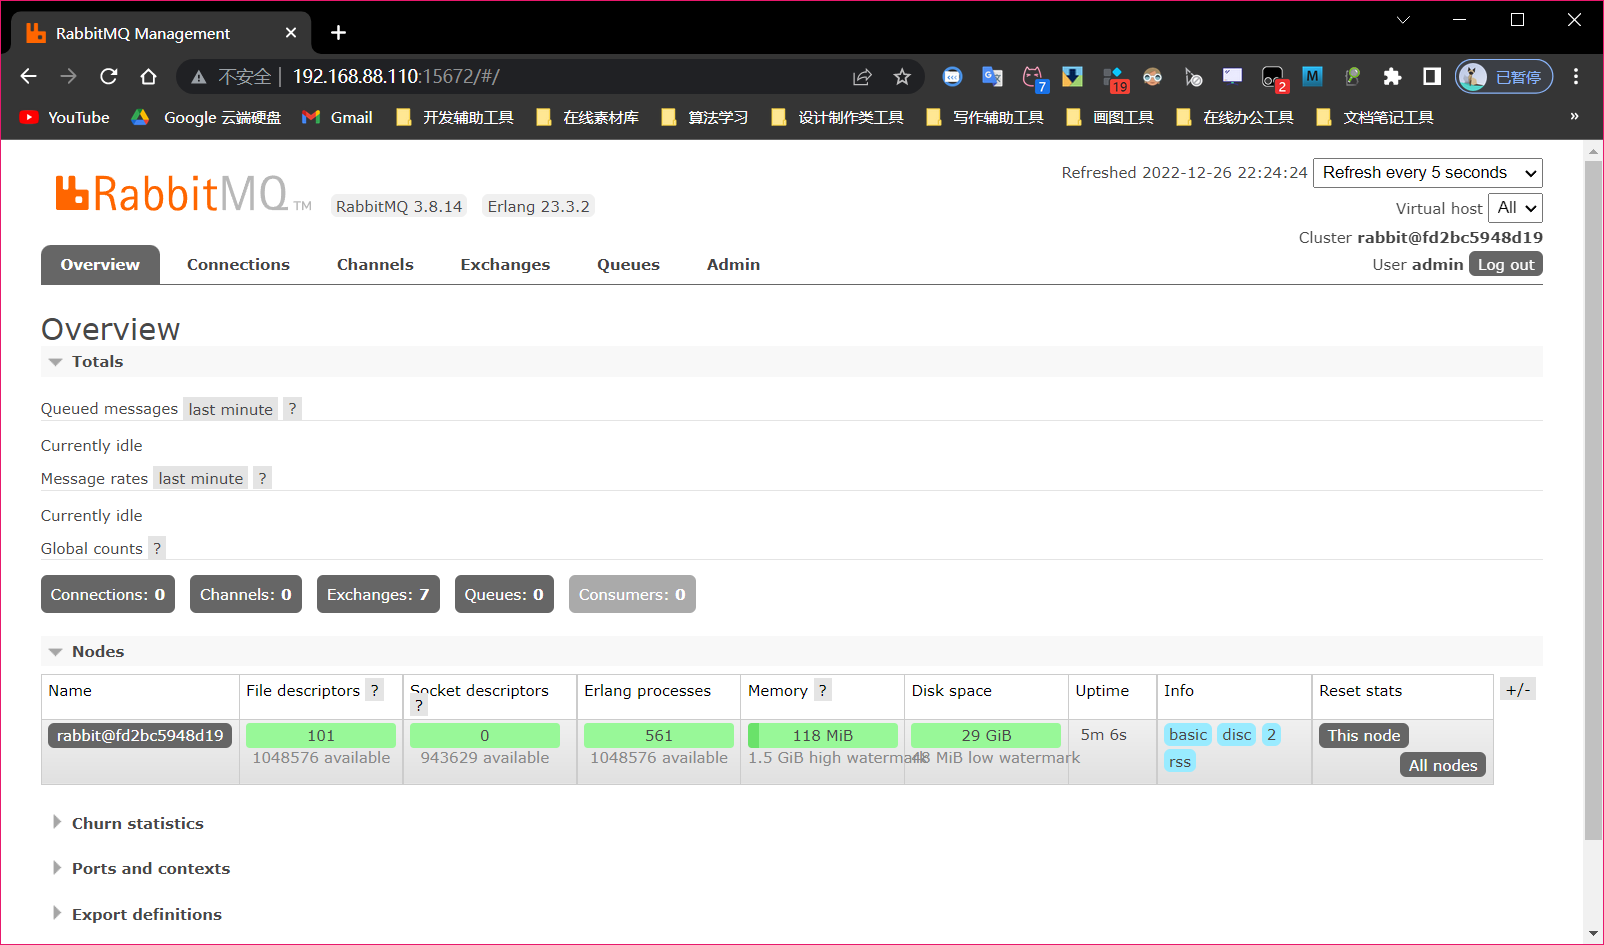 RabbitMQ Management
不安全 192.168.88.110:15672/#/
7
19
2
M
已暂停
YouTube Google 云端硬盘 Gmail 开发辅助工具 在线素材库 算法学习 设计制作类工具 写作辅助工具 画图工具 在线办公工具 文档笔记工具 »
Refreshed 2022-12-26 22:24:24 Refresh every 5 seconds
RabbitMQ TM RabbitMQ 3.8.14 Erlang 23.3.2
Virtual host All
Cluster rabbit@fd2bc5948d19
User admin Log out
Overview Connections Channels Exchanges Queues Admin
Overview
Totals
Queued messages last minute ?
Currently idle
Message rates last minute ?
Currently idle
Global counts ?
Connections: 0 Channels: 0 Exchanges: 7 Queues: 0 Consumers: 0
Nodes
Name File descriptors ? Socket descriptors ? Erlang processes Memory ? Disk space Uptime Info Reset stats +/-
rabbit@fd2bc5948d19 101 0 561 118 MiB 29 GiB 5m 6s basic disc 2 This node
1048576 available 943629 available 1048576 available 1.5 GiB high watermark 48 MiB low watermark rss All nodes
Churn statistics
Ports and contexts
Export definitions